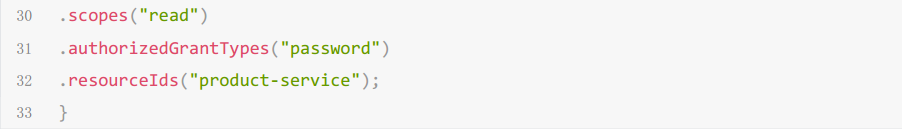 30 .scopes("read")
31 .authorizedGrantTypes("password")
32 .resourceIds("product-service");
33 }